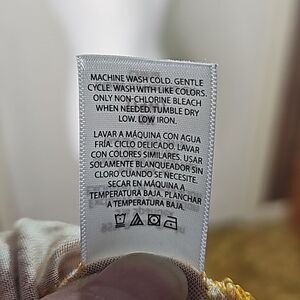 MACHINE WASH COLD. GENTLE
CYCLE. WASH WITH LIKE COLORS.
ONLY NON-CHLORINE BLEACH
WHEN NEEDED. TUMBLE DRY
LOW. LOW IRON.
LAVAR A MÁQUINA CON AGUA
FRÍA. CICLO DELICADO. LAVAR
CON COLORES SIMILARES. USAR
SOLAMENTE BLANQUEADOR SIN
CLORO CUANDO SE NECESITE.
SECAR EN MÁQUINA A
TEMPERATURA BAJA. PLANCHAR
A TEMPERATURA BAJA.